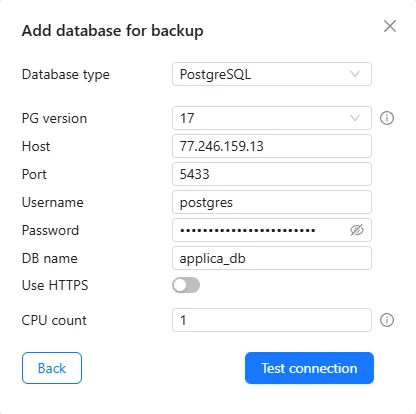 Add database for backup
Database type PostgreSQL
PG version 17
Host 77.246.159.13
Port 5433
Username postgres
Password ••••••••••••••••••••••••
DB name applica_db
Use HTTPS
CPU count 1
Back Test connection